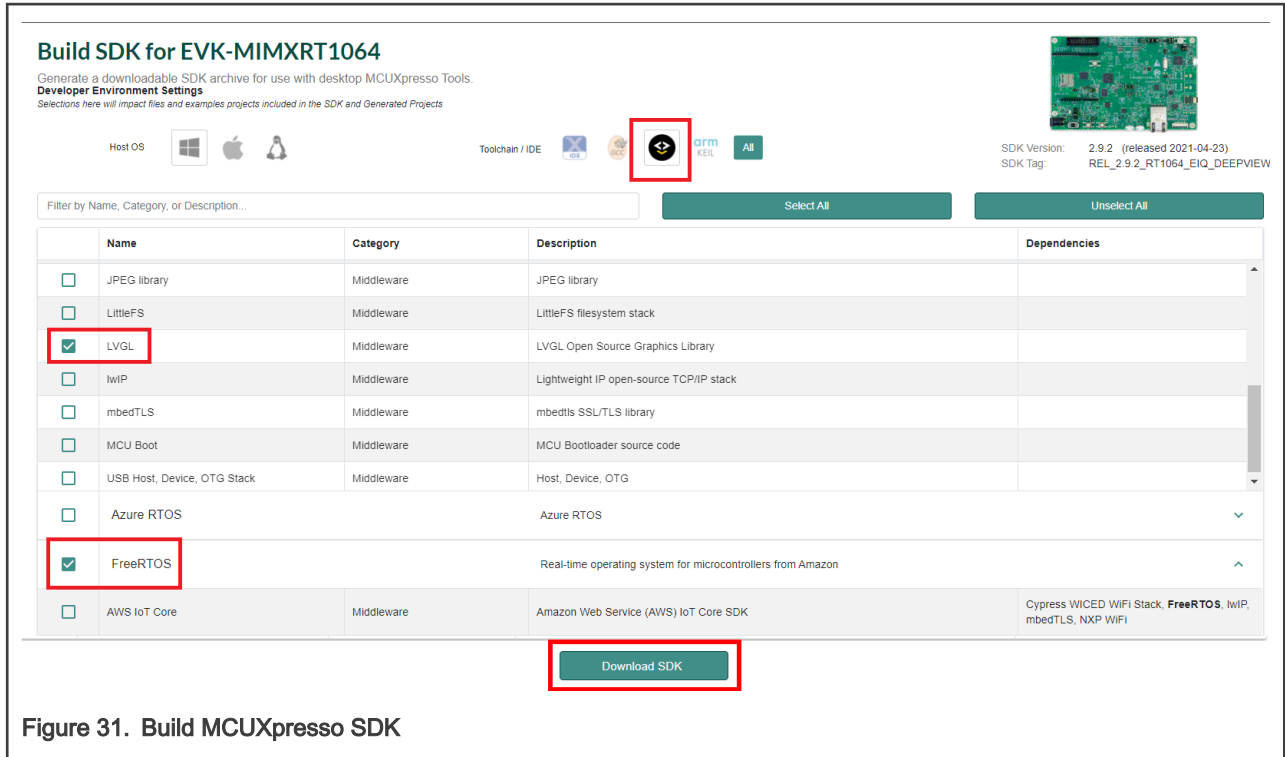 Build SDK for EVK-MIMXRT1064
Generate a downloadable SDK archive for use with desktop MCUXpresso Tools.
Developer Environment Settings
Selections here will impact files and examples projects included in the SDK and Generated Projects
Host OS
Toolchain / IDE
IDE
GCC
arm
KEIL
All
SDK Version: 2.9.2 (released 2021-04-23)
SDK Tag: REL_2.9.2_RT1064_EIQ_DEEPVIEW
Filter by Name, Category, or Description...
Select All
Unselect All
Name Category Description Dependencies
JPEG library Middleware JPEG library
LittleFS Middleware LittleFS filesystem stack
LVGL Middleware LVGL Open Source Graphics Library
lwIP Middleware Lightweight IP open-source TCP/IP stack
mbedTLS Middleware mbedtls SSL/TLS library
MCU Boot Middleware MCU Bootloader source code
USB Host, Device, OTG Stack Middleware Host, Device, OTG
Azure RTOS Azure RTOS
FreeRTOS Real-time operating system for microcontrollers from Amazon
AWS IoT Core Middleware Amazon Web Service (AWS) IoT Core SDK Cypress WICED WiFi Stack, FreeRTOS, lwIP,
mbedTLS, NXP WiFi
Download SDK
Figure 31. Build MCUXpresso SDK